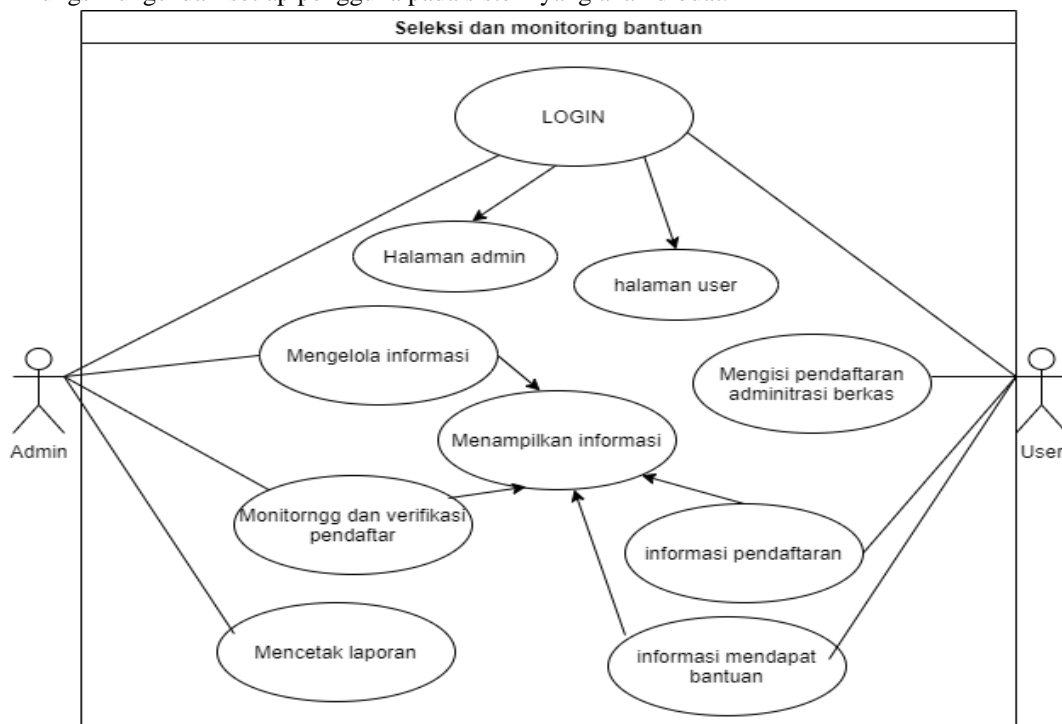 Seleksi dan monitoring bantuan
LOGIN
Halaman admin
halaman user
Mengelola informasi
Mengisi pendaftaran
adminitrasi berkas
Menampilkan informasi
Admin
User
Monitorngg dan verifikasi
pendaftar
informasi pendaftaran
Mencetak laporan
informasi mendapat
bantuan